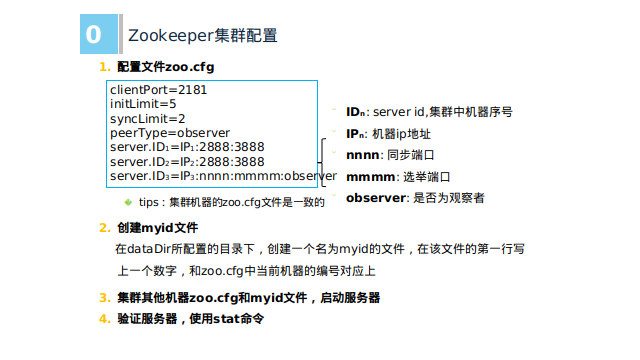 0 Zookeeper集群配置
1. 配置文件zoo.cfg
clientPort=2181
initLimit=5
syncLimit=2
peerType=observer
server.ID₁=IP₁:2888:3888
server.ID₂=IP₂:2888:3888
server.ID₃=IP₃:nnnn:mmmm:observer
IDₙ: server id,集群中机器序号
IPₙ: 机器ip地址
nnnn: 同步端口
mmmm: 选举端口
observer: 是否为观察者
tips：集群机器的zoo.cfg文件是一致的
2. 创建myid文件
在dataDir所配置的目录下，创建一个名为myid的文件，在该文件的第一行写
上一个数字，和zoo.cfg中当前机器的编号对应上
3. 集群其他机器zoo.cfg和myid文件，启动服务器
4. 验证服务器，使用stat命令